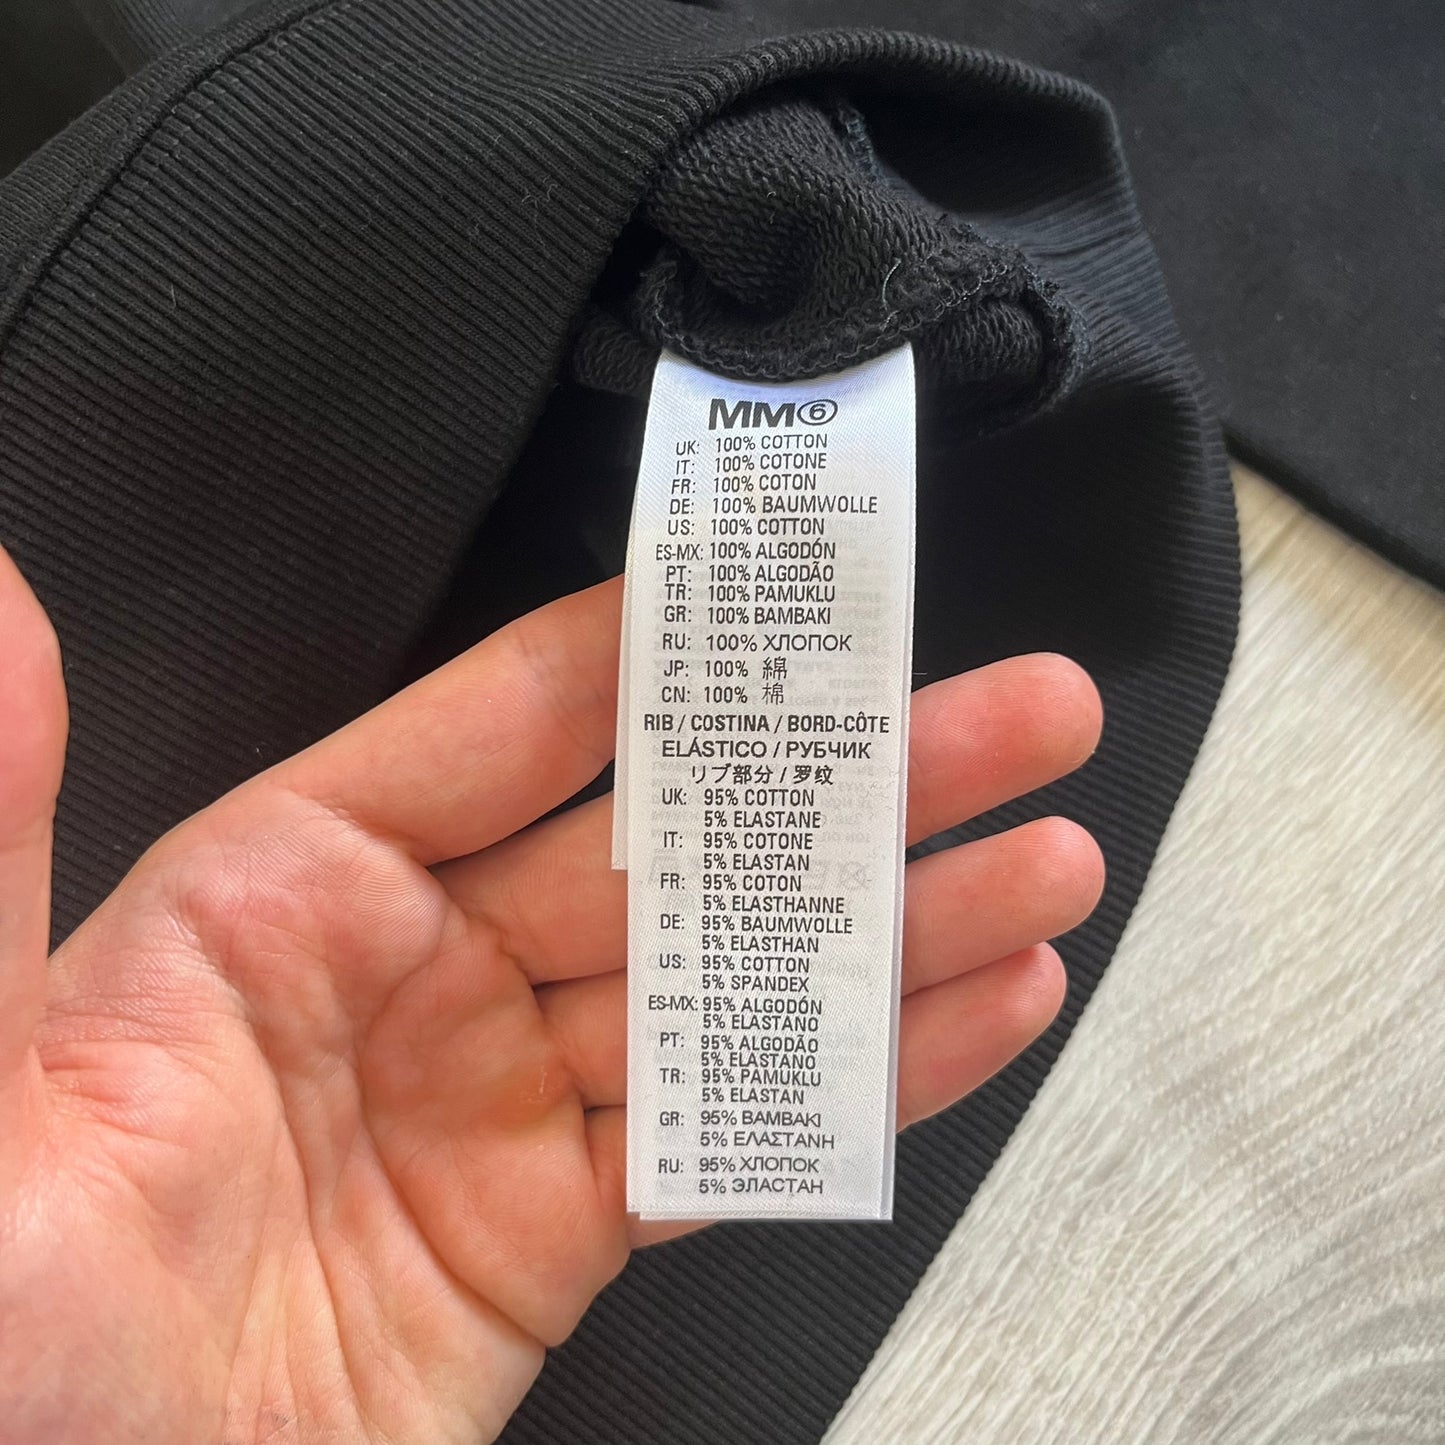 MM⑥
UK: 100% COTTON
IT: 100% COTONE
FR: 100% COTON
DE: 100% BAUMWOLLE
US: 100% COTTON
ES-MX: 100% ALGODÓN
PT: 100% ALGODÃO
TR: 100% PAMUKLU
GR: 100% BAMBAKI
RU: 100% ХЛОПОК
JP: 100% 綿
CN: 100% 棉
RIB / COSTINA / BORD-CÔTE
ELÁSTICO / РУБЧИК
リブ部分 / 罗纹
UK: 95% COTTON
5% ELASTANE
IT: 95% COTONE
5% ELASTAN
FR: 95% COTON
5% ELASTHANNE
DE: 95% BAUMWOLLE
5% ELASTHAN
US: 95% COTTON
5% SPANDEX
ES-MX: 95% ALGODÓN
5% ELASTANO
PT: 95% ALGODÃO
5% ELASTANO
TR: 95% PAMUKLU
5% ELASTAN
GR: 95% BAMBAKI
5% ΕΛΑΣΤΑΝΗ
RU: 95% ХЛОПОК
5% ЭЛАСТАН